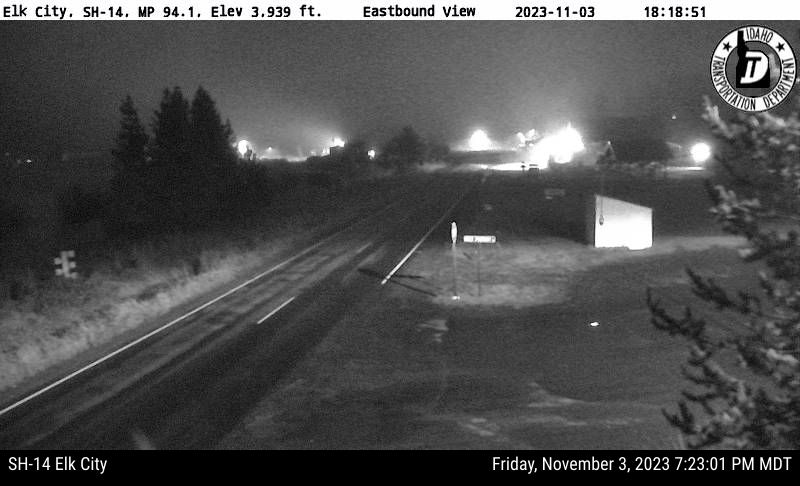 Elk City, SH-14, MP 94.1, Elev 3,939 ft. Eastbound View 2023-11-03 18:18:51
IDAHO
TRANSPORTATION DEPARTMENT
SH-14 Elk City Friday, November 3, 2023 7:23:01 PM MDT